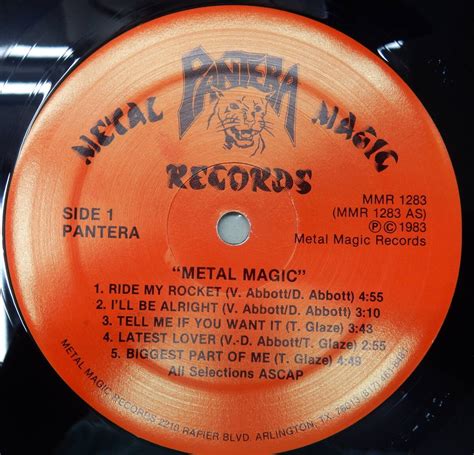 PANTERA
METAL MAGIC
RECORDS
SIDE 1
PANTERA
MMR 1283
(MMR 1283 AS)
Ⓟ © 1983
Metal Magic Records
“METAL MAGIC”
1. RIDE MY ROCKET (V. Abbott/D. Abbott) 4:55
2. I'LL BE ALRIGHT (V. Abbott/D. Abbott) 3:10
3. TELL ME IF YOU WANT IT (T. Glaze) 3:43
4. LATEST LOVER (V.-D. Abbott/T. Glaze) 2:55
5. BIGGEST PART OF ME (T. Glaze) 4:49
All Selections ASCAP
METAL MAGIC RECORDS 2210 RAPIER BLVD. ARLINGTON, TX. 76013 (817)